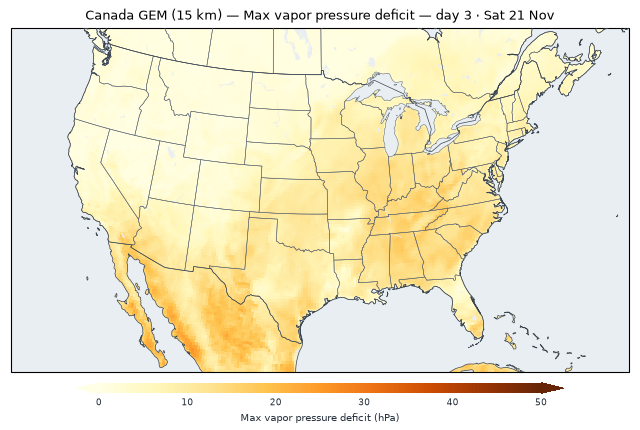 Canada GEM (15 km) — Max vapor pressure deficit — day 3 · Sat 21 Nov
0 10 20 30 40 50
Max vapor pressure deficit (hPa)